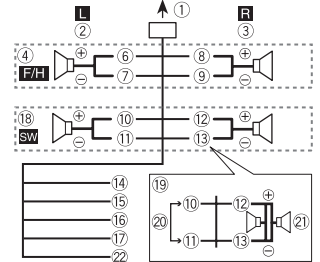 L R
① ② ③
④ ⊕ ⑥ ⑧ ⊕
F/H ⊖ ⑦ ⑨ ⊖
⑱ ⊕ ⑩ ⑫ ⊕
SW ⊖ ⑪ ⑬ ⊖
⑭
⑮
⑯
⑰
㉒
⑲
⑩ ⑫ ⊕
⑳ ㉑
⑪ ⑬ ⊖